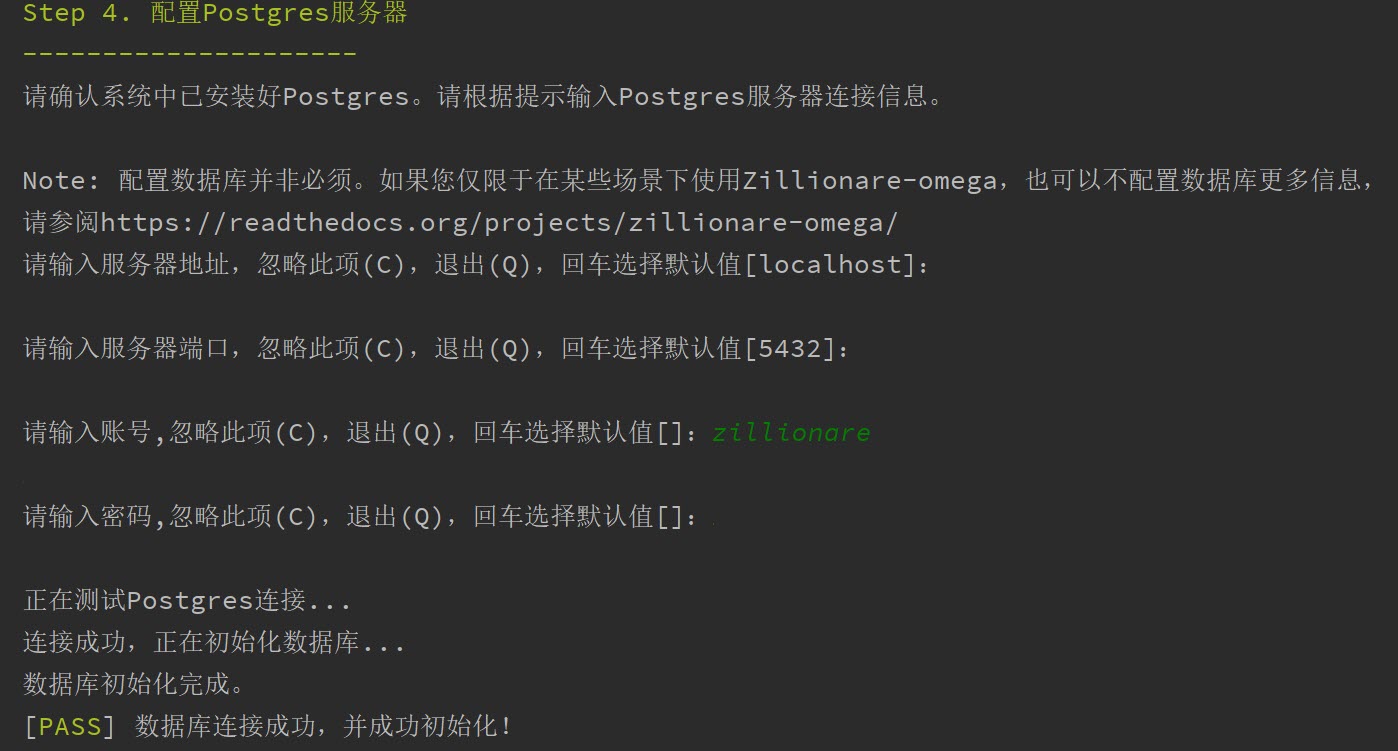 Step 4. 配置Postgres服务器
---------------------
请确认系统中已安装好Postgres。请根据提示输入Postgres服务器连接信息。
Note: 配置数据库并非必须。如果您仅限于在某些场景下使用Zillionare-omega，也可以不配置数据库更多信息，
请参阅https://readthedocs.org/projects/zillionare-omega/
请输入服务器地址，忽略此项(C)，退出(Q)，回车选择默认值[localhost]：
请输入服务器端口，忽略此项(C)，退出(Q)，回车选择默认值[5432]：
请输入账号,忽略此项(C)，退出(Q)，回车选择默认值[]：zillionare
请输入密码,忽略此项(C)，退出(Q)，回车选择默认值[]：
正在测试Postgres连接...
连接成功，正在初始化数据库...
数据库初始化完成。
[PASS] 数据库连接成功，并成功初始化！